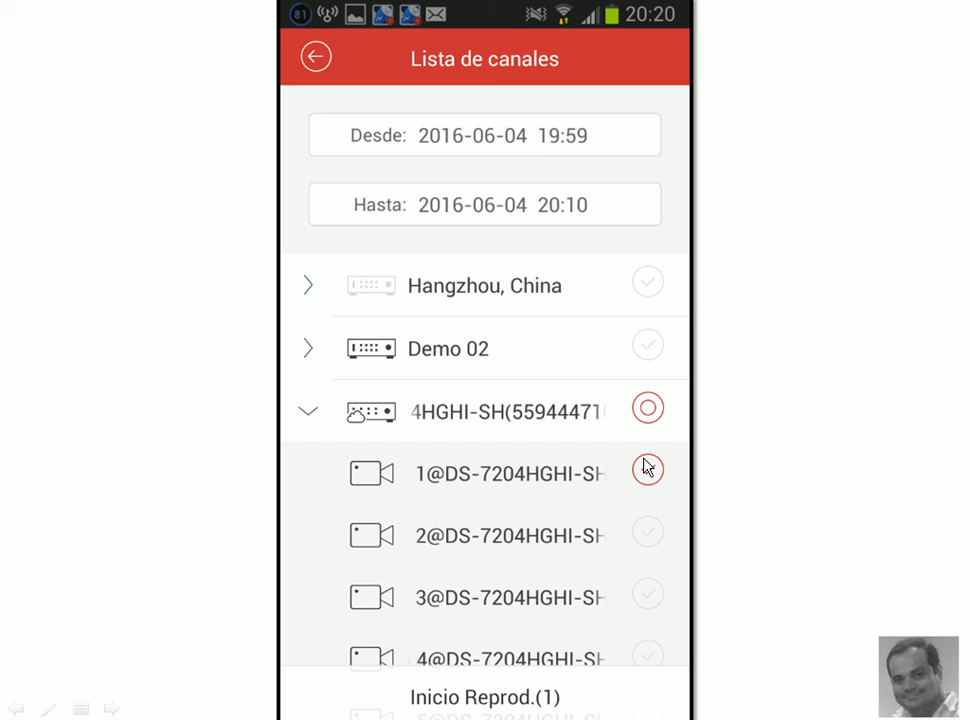 81 20:20
Lista de canales
Desde: 2016-06-04 19:59
Hasta: 2016-06-04 20:10
Hangzhou, China
Demo 02
4HGHI-SH(55944471
1@DS-7204HGHI-SH
2@DS-7204HGHI-SH
3@DS-7204HGHI-SH
4@DS-7204HGHI-SH
Inicio Reprod.(1)